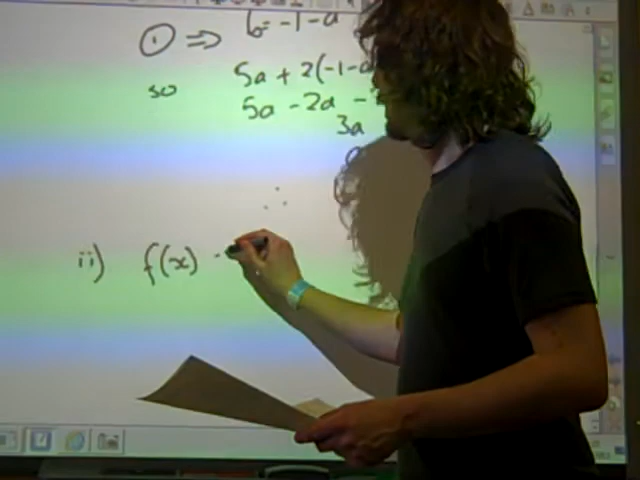 ① ⇒ b = -1 - a
so 5a + 2(-1 - a
5a - 2a -
3a
a
∴
ii) f(x)